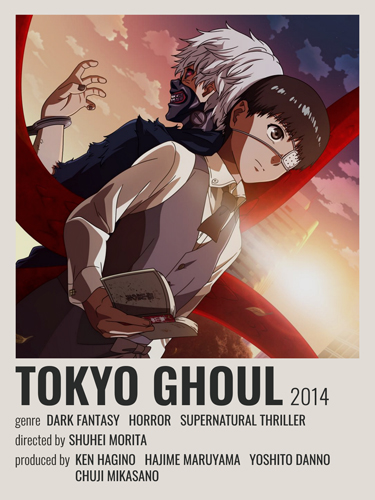 TOKYO GHOUL 2014
genre DARK FANTASY HORROR SUPERNATURAL THRILLER
directed by SHUHEI MORITA
produced by KEN HAGINO HAJIME MARUYAMA YOSHITO DANNO
CHUJI MIKASANO